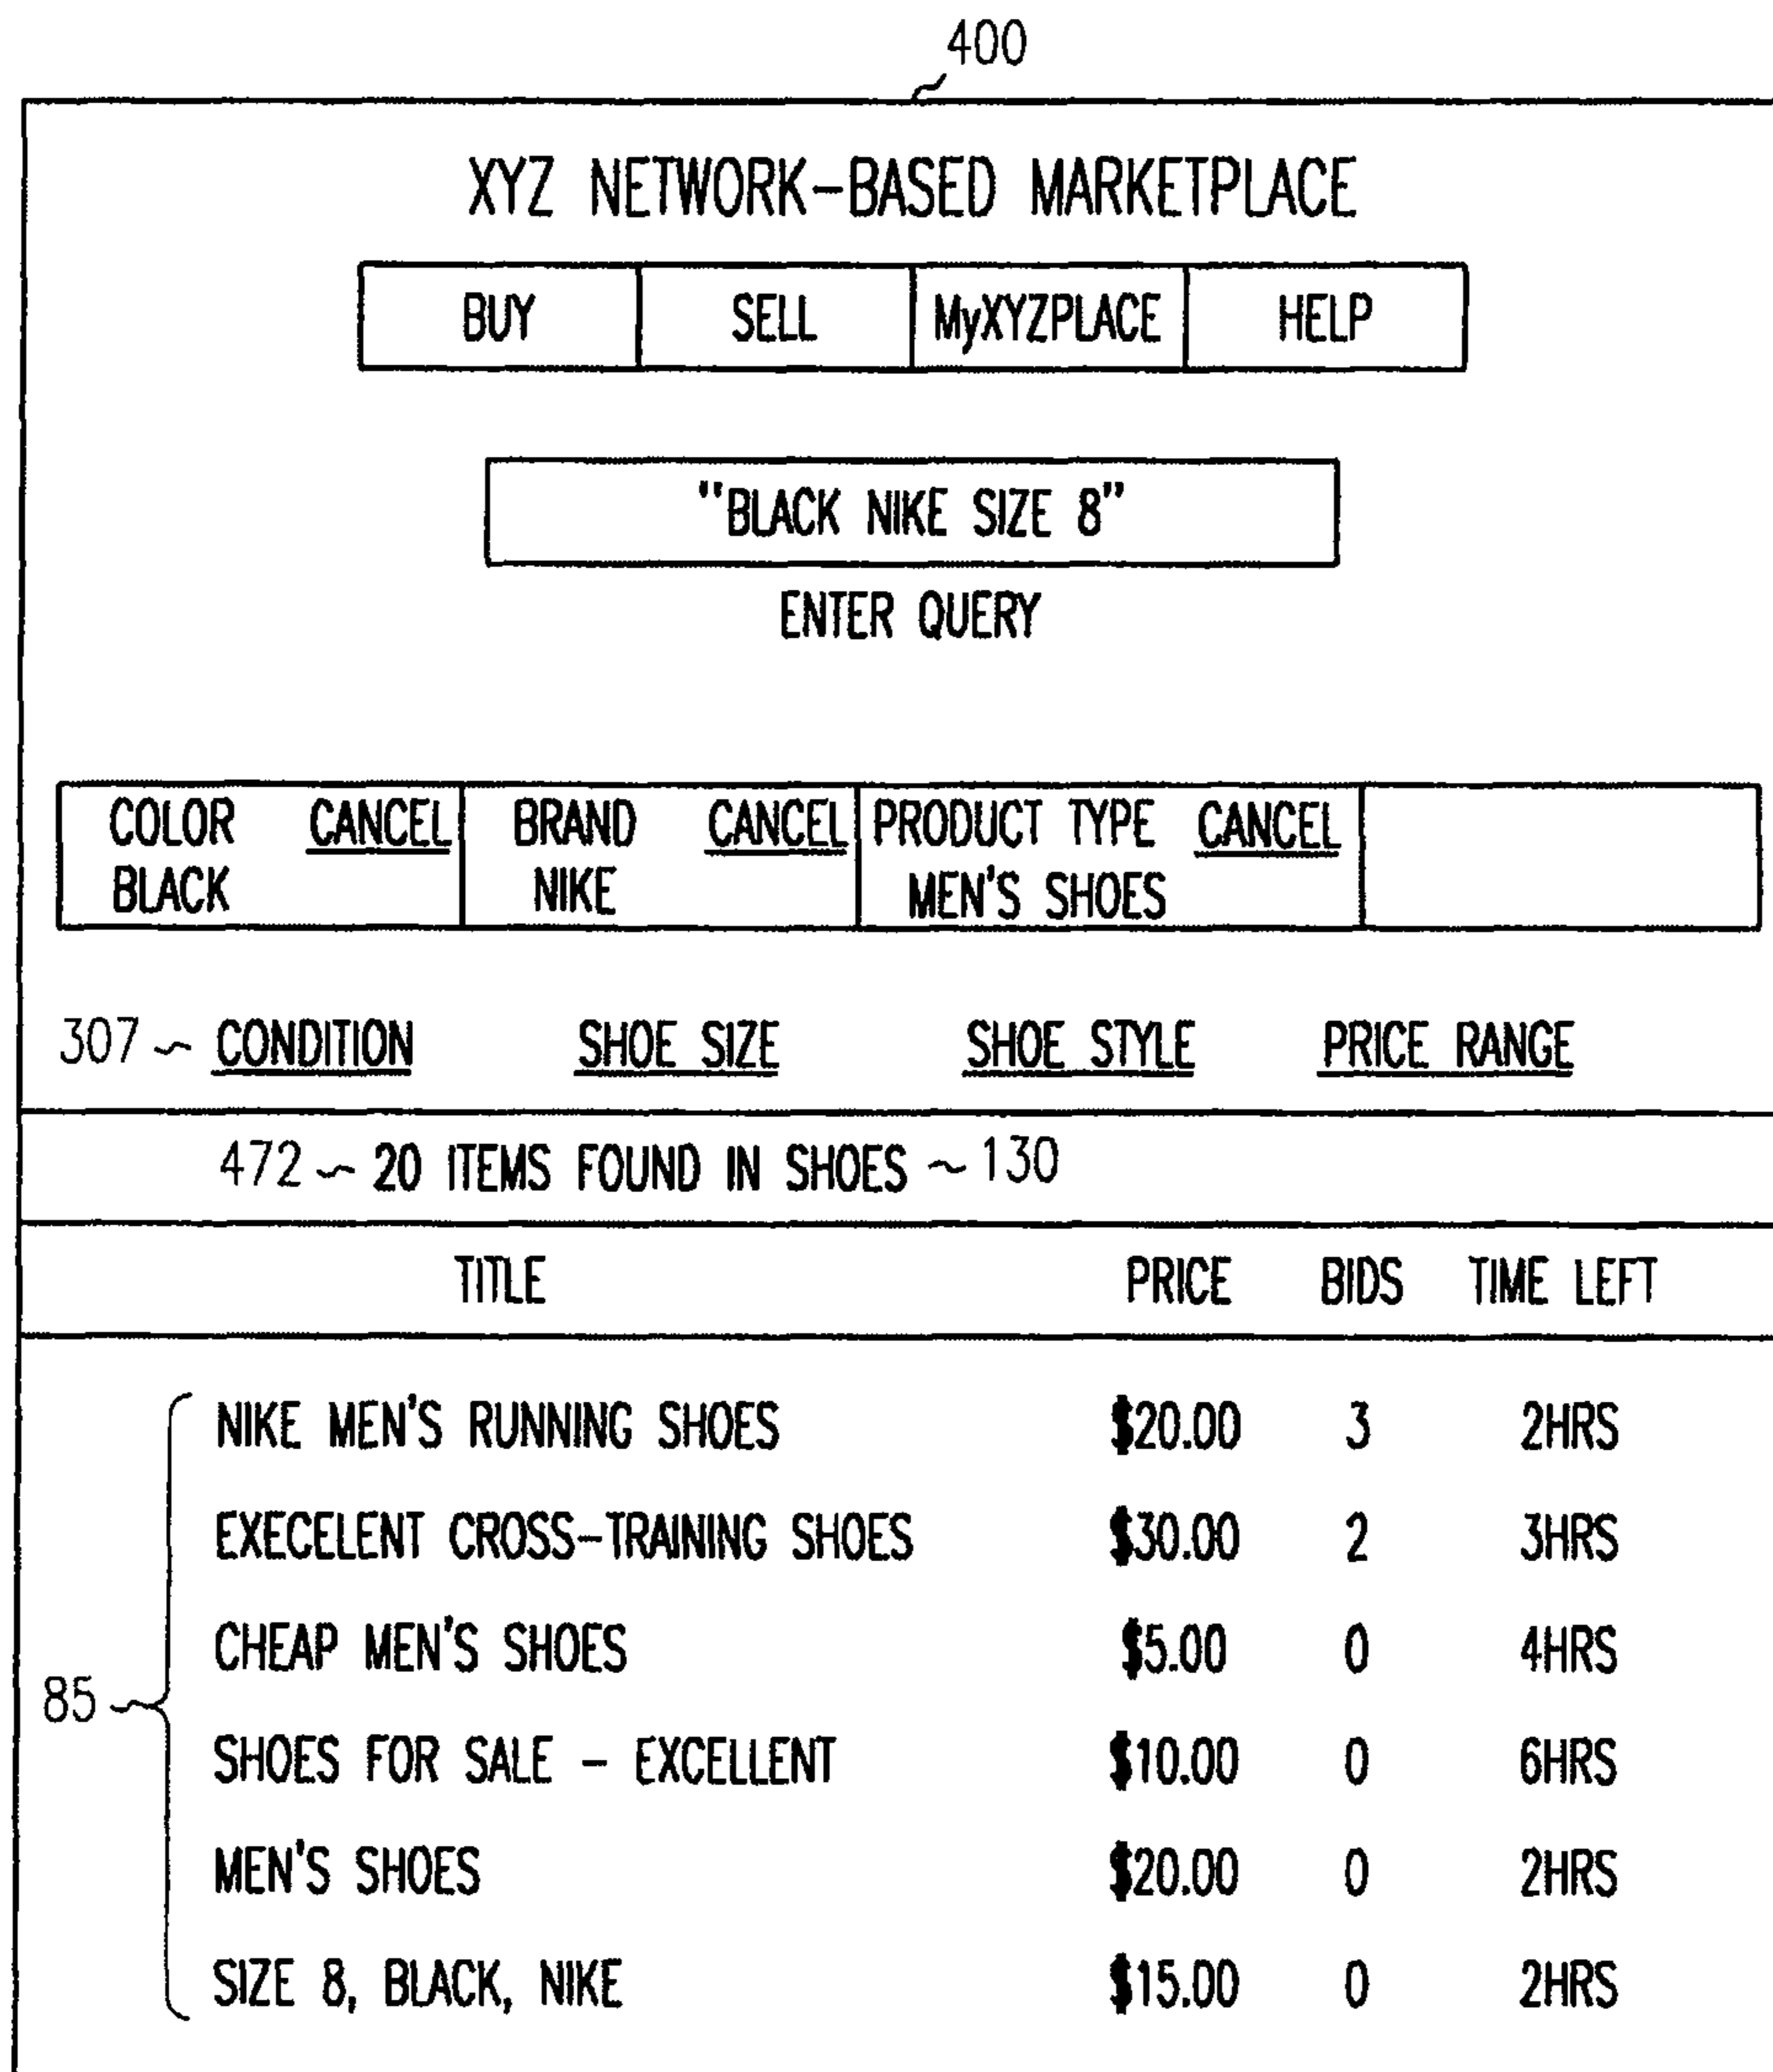 400
XYZ NETWORK-BASED MARKETPLACE
BUY SELL MyXYZPLACE HELP
"BLACK NIKE SIZE 8"
ENTER QUERY
COLOR CANCEL BRAND CANCEL PRODUCT TYPE CANCEL
BLACK NIKE MEN'S SHOES
307 CONDITION SHOE SIZE SHOE STYLE PRICE RANGE
472 ~ 20 ITEMS FOUND IN SHOES ~ 130
TITLE PRICE BIDS TIME LEFT
NIKE MEN'S RUNNING SHOES $20.00 3 2HRS
EXECELENT CROSS-TRAINING SHOES $30.00 2 3HRS
CHEAP MEN'S SHOES $5.00 0 4HRS
85
SHOES FOR SALE - EXCELLENT $10.00 0 6HRS
MEN'S SHOES $20.00 0 2HRS
SIZE 8, BLACK, NIKE $15.00 0 2HRS